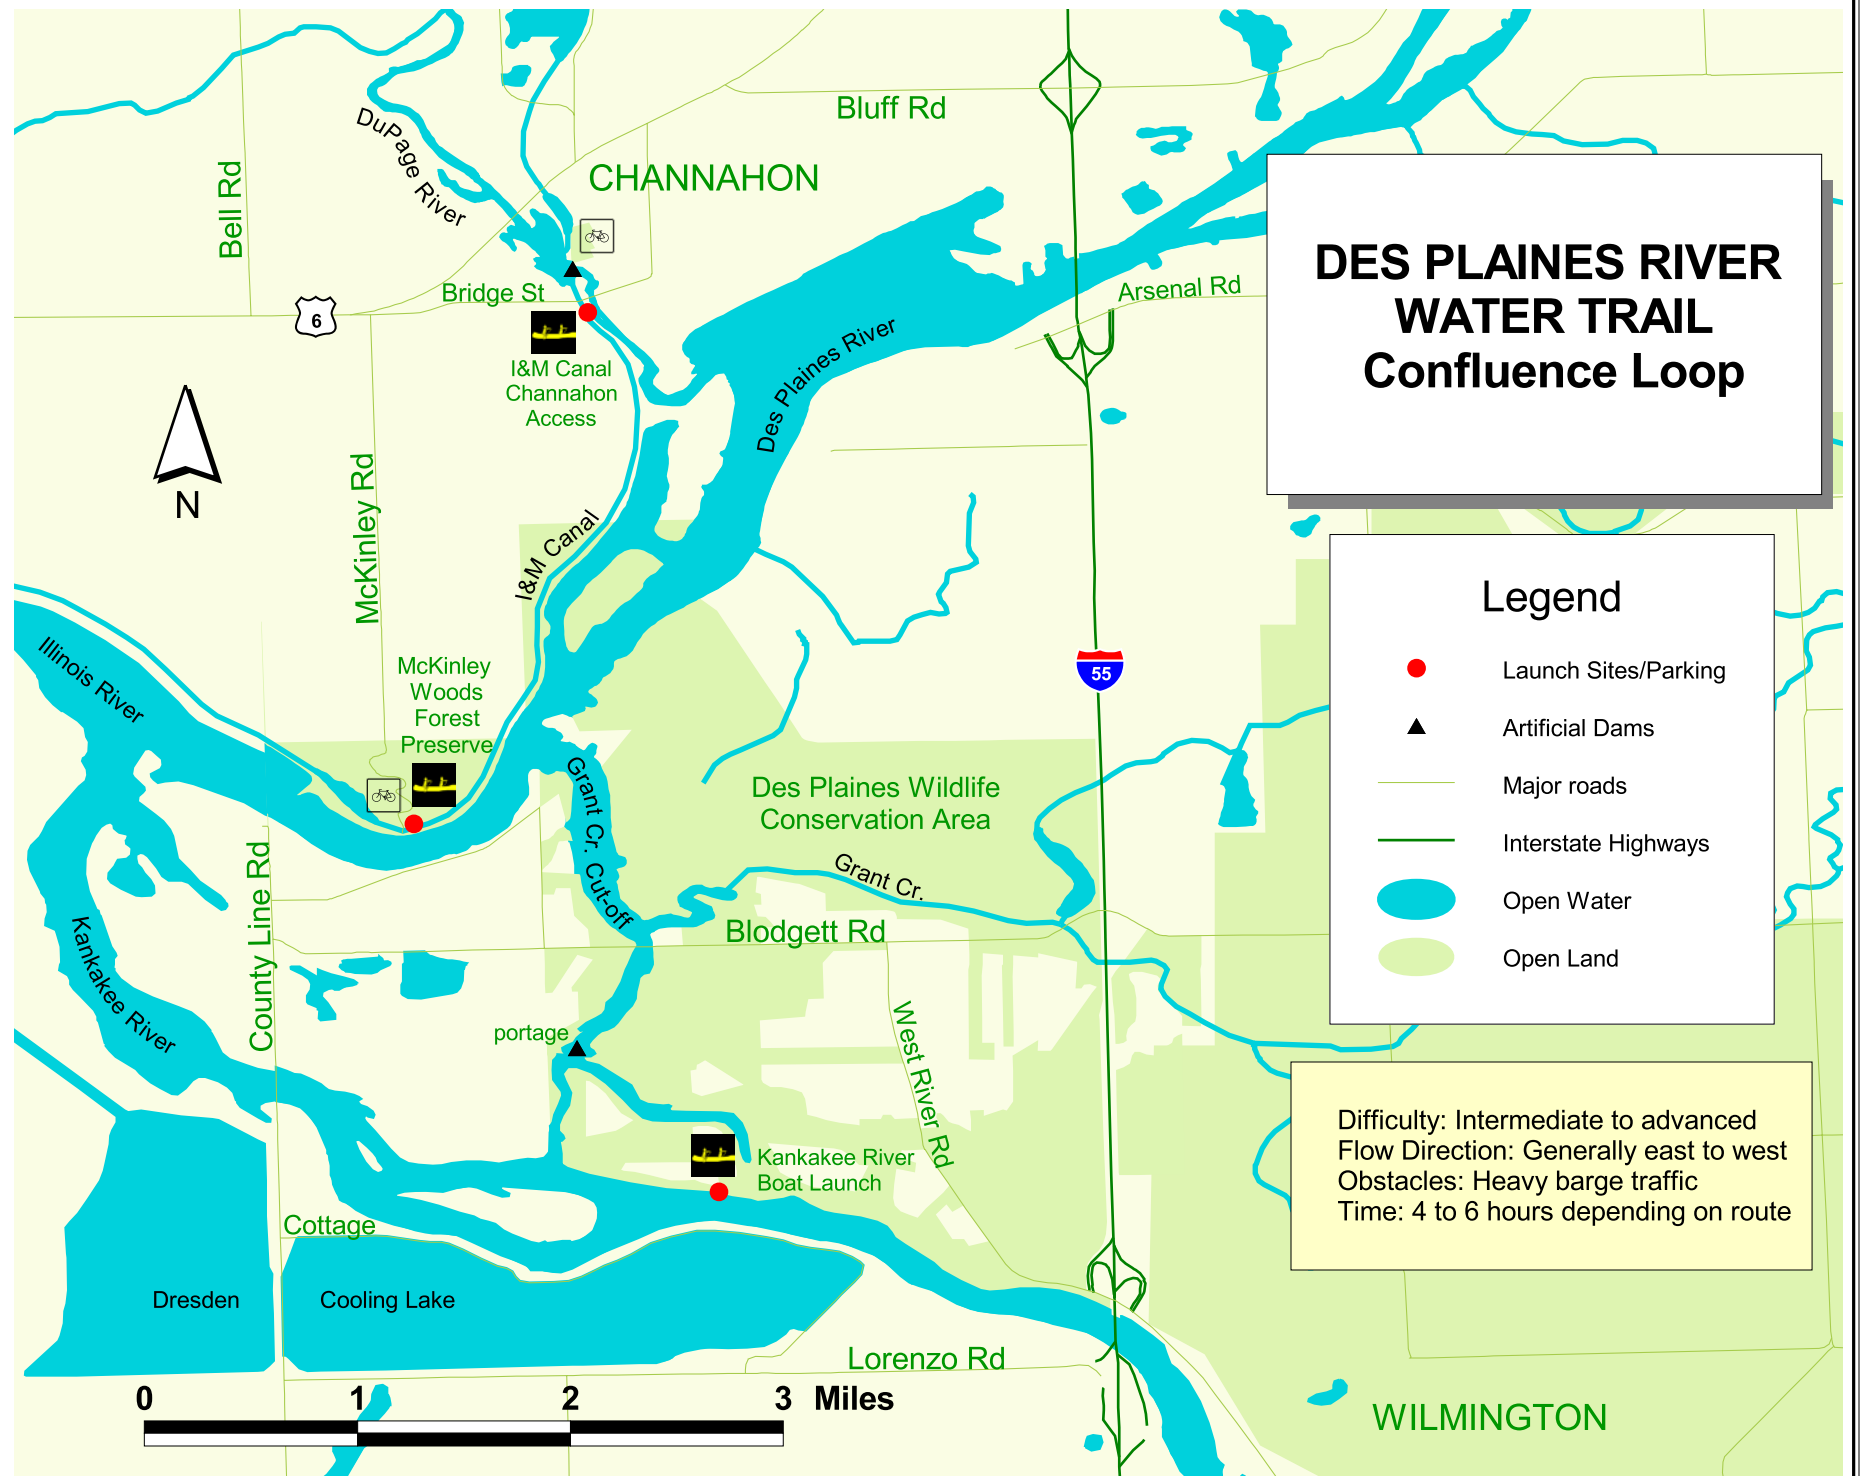 Bluff Rd
DuPage River
CHANNAHON
Bell Rd
Bridge St
6
I&M Canal
Channahon
Access
Des Plaines River
Arsenal Rd
DES PLAINES RIVER
WATER TRAIL
Confluence Loop
N
McKinley Rd
I&M Canal
Illinois River
McKinley
Woods
Forest
Preserve
55
Legend
Launch Sites/Parking
Artificial Dams
Major roads
Interstate Highways
Open Water
Open Land
Grant Cr. Cut-off
Des Plaines Wildlife
Conservation Area
Grant Cr.
Blodgett Rd
County Line Rd
Kankakee River
portage
West River Rd
Kankakee River
Boat Launch
Difficulty: Intermediate to advanced
Flow Direction: Generally east to west
Obstacles: Heavy barge traffic
Time: 4 to 6 hours depending on route
Cottage
Dresden
Cooling Lake
Lorenzo Rd
0 1 2 3 Miles
WILMINGTON